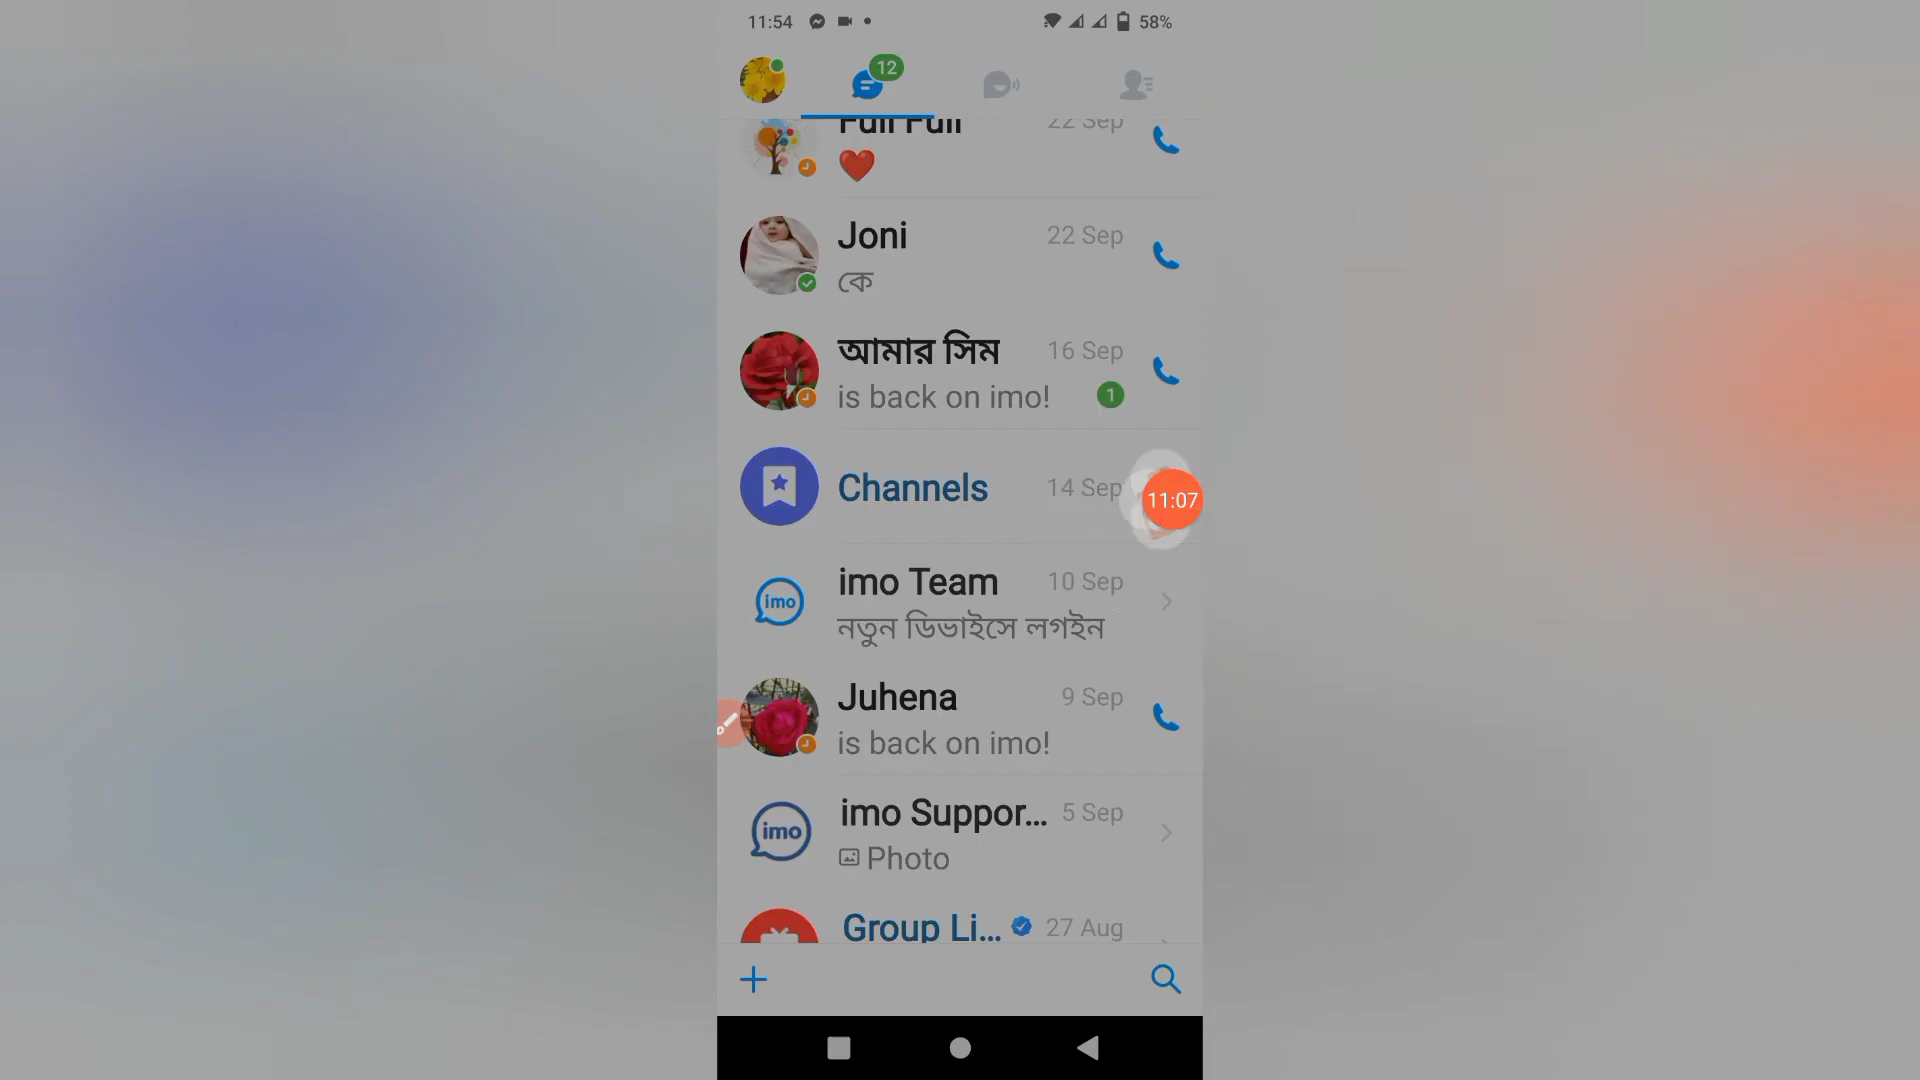 11:54
58%
12
Full Full 22 Sep
Joni 22 Sep
কে
আমার সিম 16 Sep
is back on imo! 1
Channels 14 Sep
11:07
imo Team 10 Sep
imo
নতুন ডিভাইসে লগইন
Juhena 9 Sep
is back on imo!
imo Suppor... 5 Sep
imo
Photo
Group Li... 27 Aug